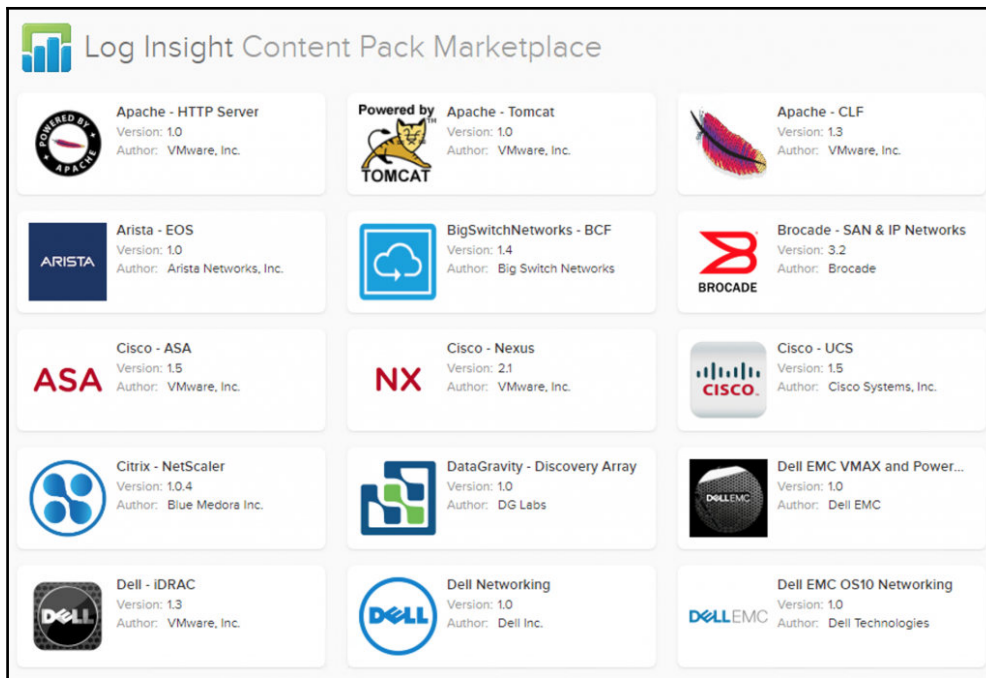 Log Insight Content Pack Marketplace
POWERED BY APACHE
Apache - HTTP Server
Version: 1.0
Author: VMware, Inc.
Powered by
TM
TOMCAT
Apache - Tomcat
Version: 1.0
Author: VMware, Inc.
Apache - CLF
Version: 1.3
Author: VMware, Inc.
ARISTA
Arista - EOS
Version: 1.0
Author: Arista Networks, Inc.
BigSwitchNetworks - BCF
Version: 1.4
Author: Big Switch Networks
BROCADE
Brocade - SAN & IP Networks
Version: 3.2
Author: Brocade
ASA
Cisco - ASA
Version: 1.5
Author: VMware, Inc.
NX
Cisco - Nexus
Version: 2.1
Author: VMware, Inc.
CISCO
Cisco - UCS
Version: 1.5
Author: Cisco Systems, Inc.
Citrix - NetScaler
Version: 1.0.4
Author: Blue Medora Inc.
DataGravity - Discovery Array
Version: 1.0
Author: DG Labs
DELLEMC
Dell EMC VMAX and Power...
Version: 1.0
Author: Dell EMC
DELL
Dell - iDRAC
Version: 1.3
Author: VMware, Inc.
DELL
Dell Networking
Version: 1.0
Author: Dell Inc.
DELLEMC
Dell EMC OS10 Networking
Version: 1.0
Author: Dell Technologies